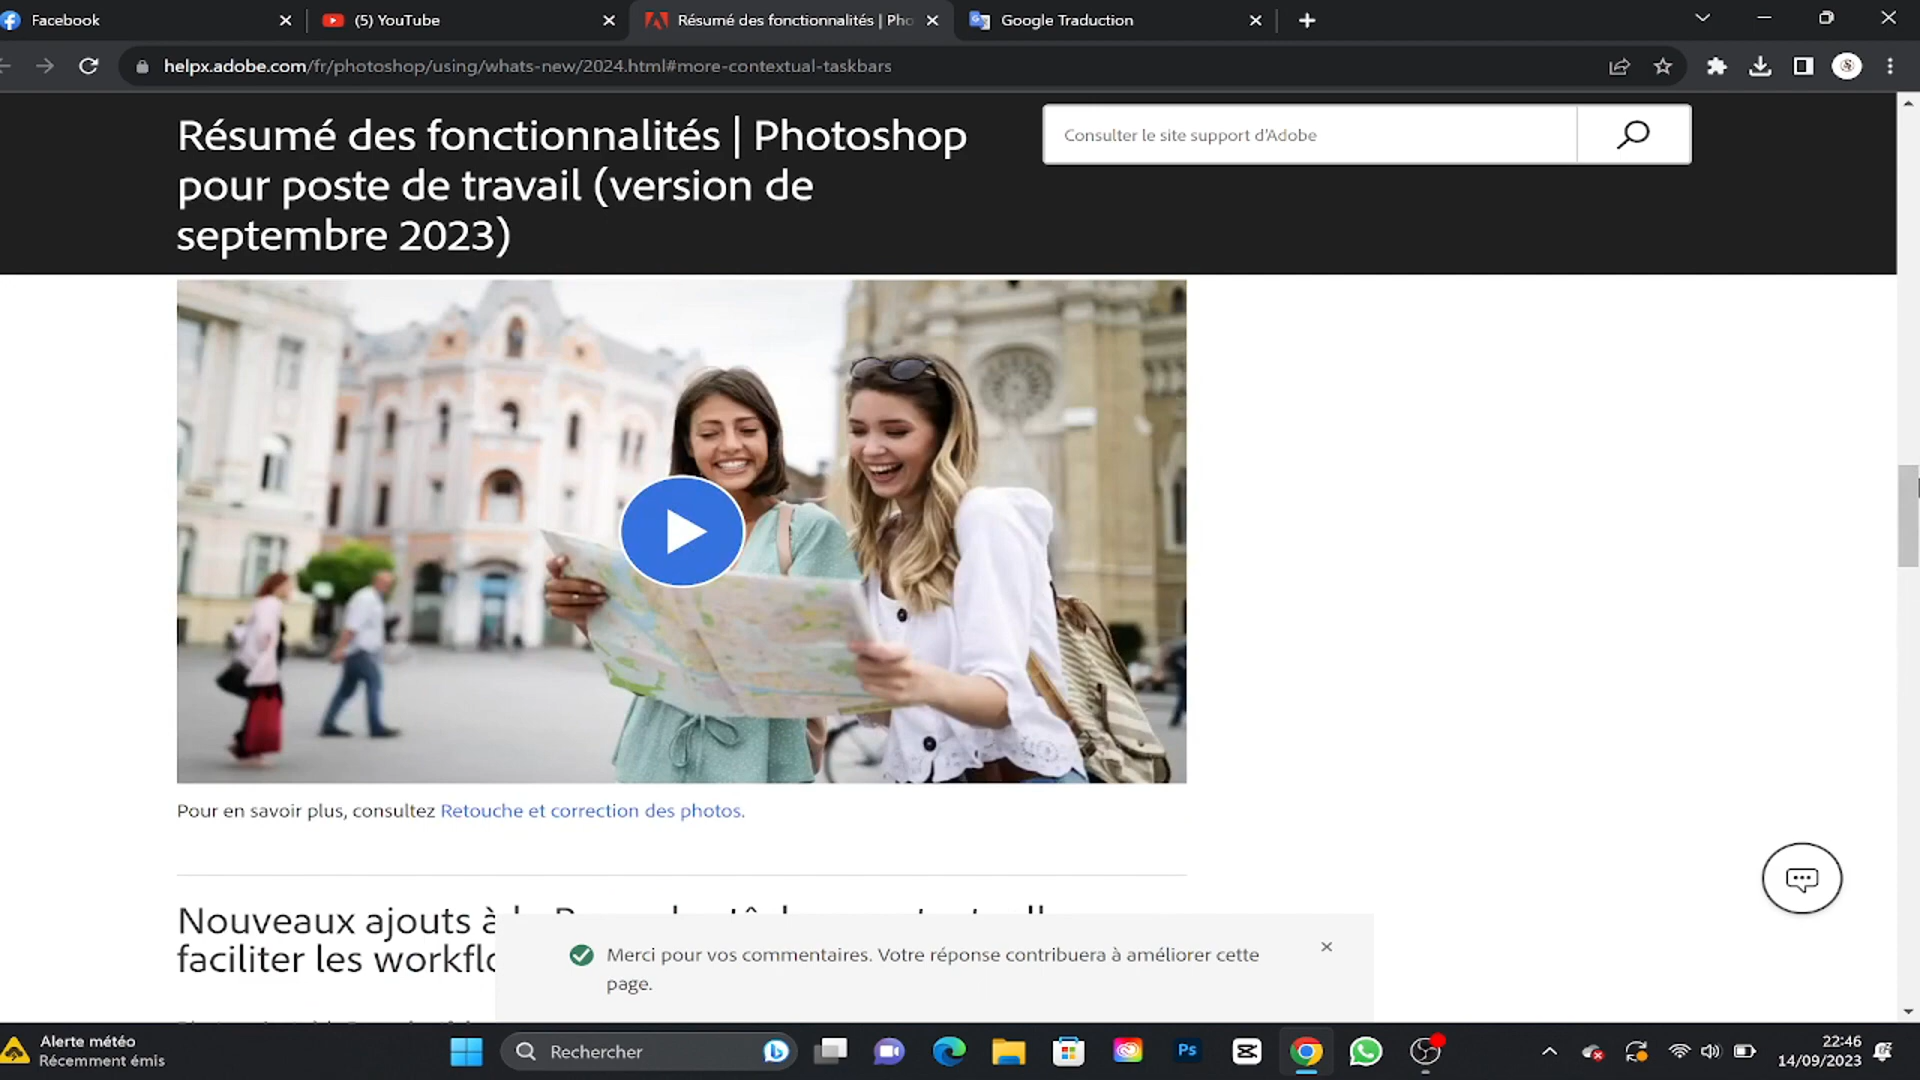 Facebook
(5) YouTube
Résumé des fonctionnalités | Pho
Google Traduction
helpx.adobe.com/fr/photoshop/using/whats-new/2024.html#more-contextual-taskbars
Résumé des fonctionnalités | Photoshop
pour poste de travail (version de
septembre 2023)
Consulter le site support d'Adobe
Pour en savoir plus, consultez Retouche et correction des photos.
Nouveaux ajouts à
faciliter les workflo
Merci pour vos commentaires. Votre réponse contribuera à améliorer cette
page.
Alerte météo
Récemment émis
Rechercher
Ps
22:46
14/09/2023